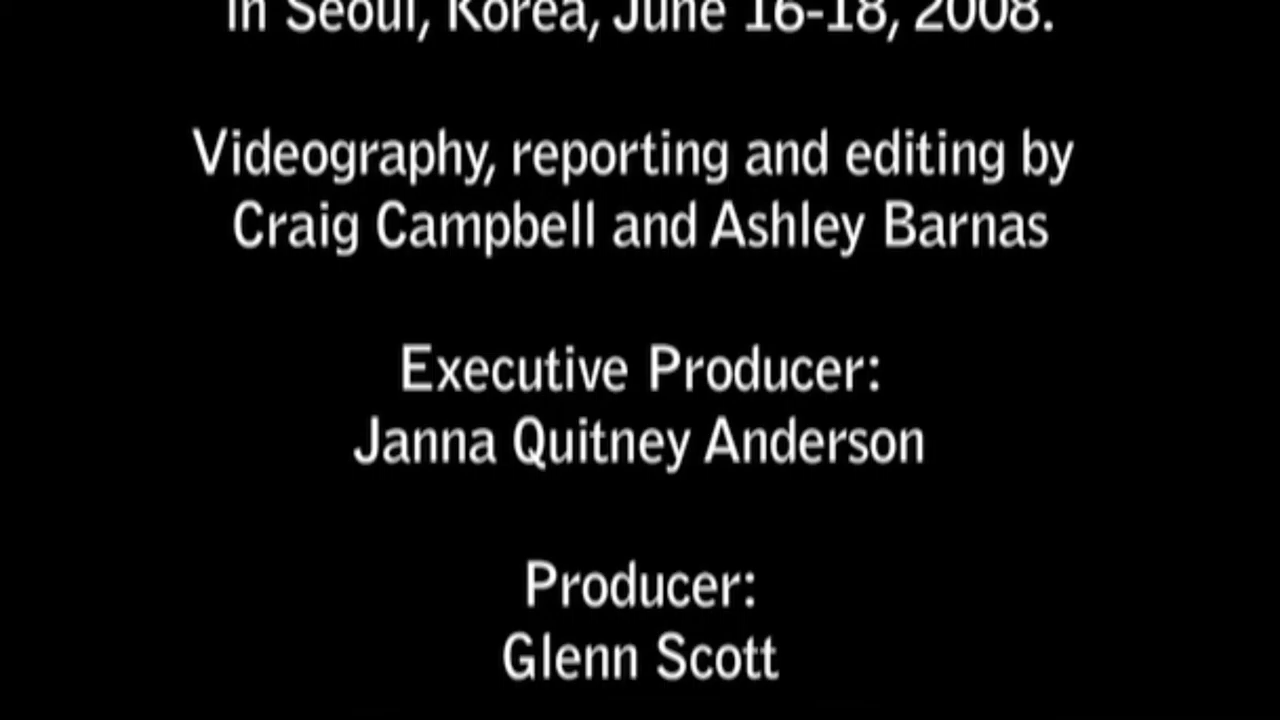 in Seoul, Korea, June 16-18, 2008.
Videography, reporting and editing by
Craig Campbell and Ashley Barnas
Executive Producer:
Janna Quitney Anderson
Producer:
Glenn Scott